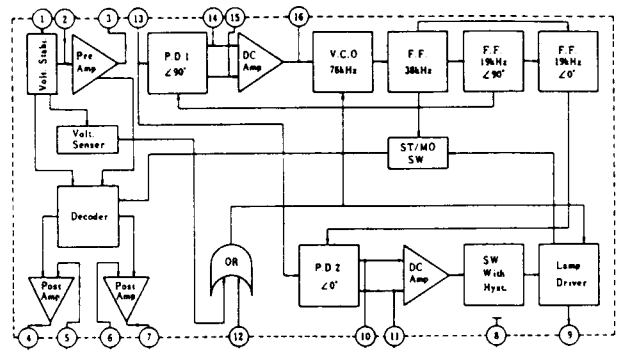 1
2
3
13
14
15
16
Volt. Stabi.
Pre
Amp
P.D 1
∠90°
DC
Amp
V.C.O
76kHz
F.F.
38kHz
F.F
19kHz
∠90°
F.F.
19kHz
∠0°
Volt.
Senser
ST/MO
SW
Decoder
OR
P.D.2
∠0°
DC
Amp
SW
With
Hyst.
Lamp
Driver
Post
Amp
Post
Amp
4
5
6
7
12
10
11
8
9